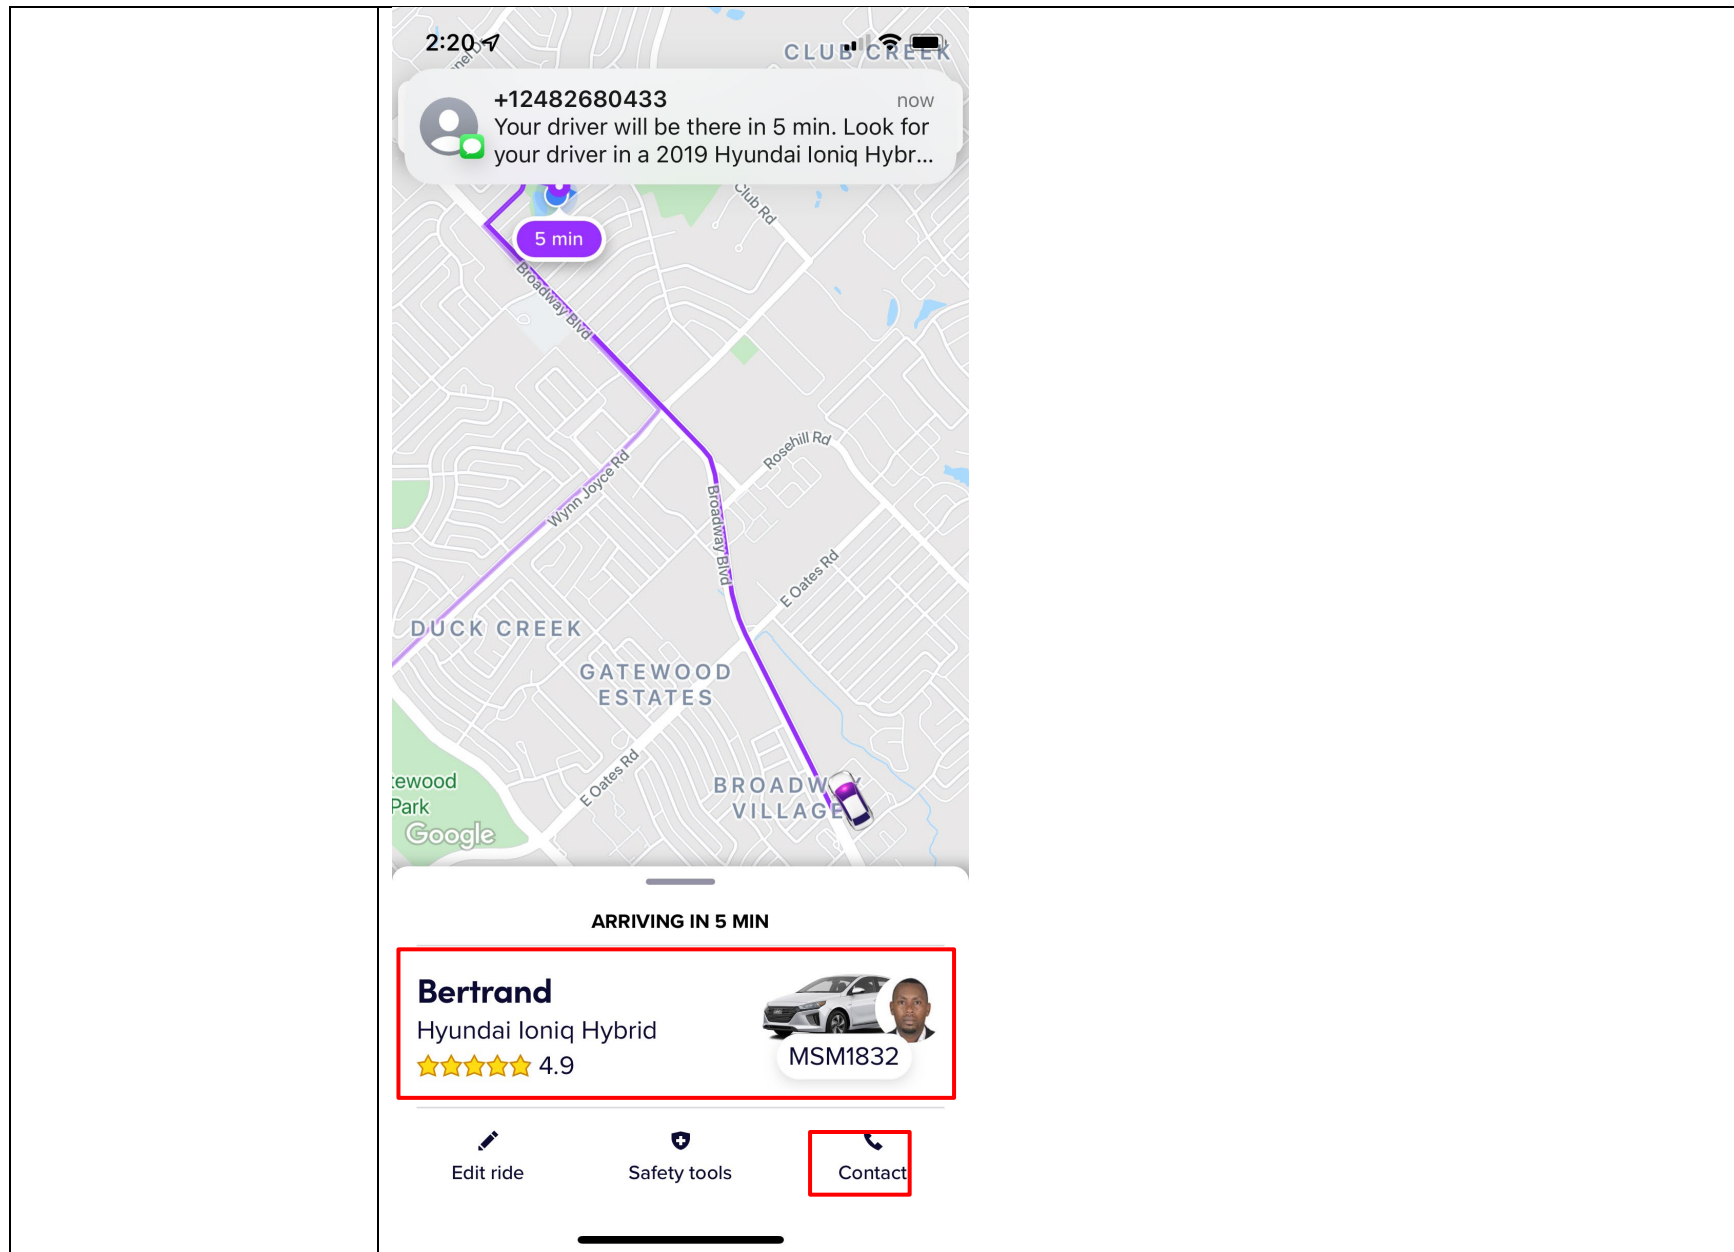 2:20
CLUB CREEK
+12482680433
now
Your driver will be there in 5 min. Look for
your driver in a 2019 Hyundai Ioniq Hybr...
Club Rd
5 min
Broadway Blvd
Rosehill Rd
Wynn Joyce Rd
Broadway Blvd
E Oates Rd
DUCK CREEK
GATEWOOD
ESTATES
E Oates Rd
tewood
Park
BROADW
VILLAGE
Google
ARRIVING IN 5 MIN
Bertrand
Hyundai Ioniq Hybrid
4.9
MSM1832
Edit ride
Safety tools
Contact